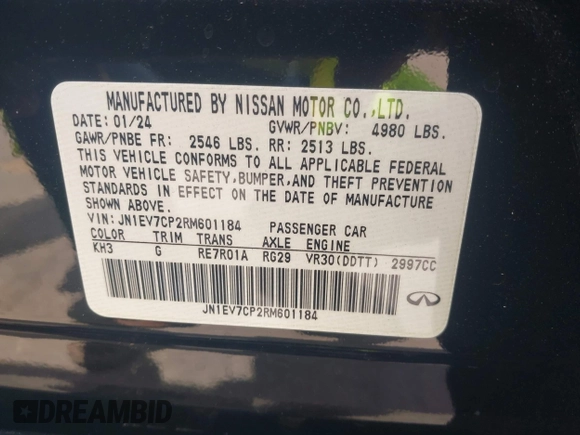 MANUFACTURED BY NISSAN MOTOR CO.,LTD.
DATE: 01/24 GVWR/PNBV: 4980 LBS.
GAWR/PNBE FR: 2546 LBS. RR: 2513 LBS.
THIS VEHICLE CONFORMS TO ALL APPLICABLE FEDERAL
MOTOR VEHICLE SAFETY,BUMPER,AND THEFT PREVENTION
STANDARDS IN EFFECT ON THE DATE OF MANUFACTURE
SHOWN ABOVE.
VIN: JN1EV7CP2RM601184 PASSENGER CAR
COLOR TRIM TRANS AXLE ENGINE
KH3 G RE7R01A RG29 VR30(DDTT) 2997CC
JN1EV7CP2RM601184
DREAMBID